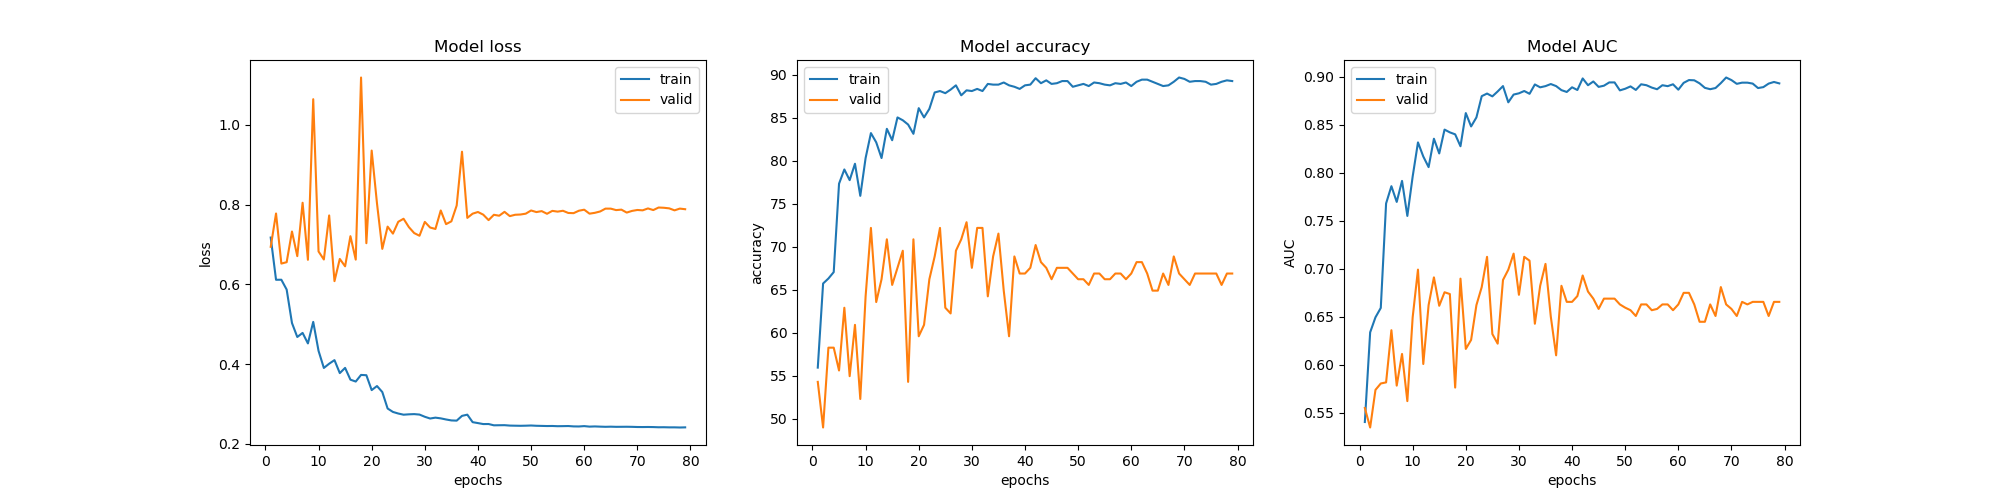 Model loss
train
valid
1.0
0.8
0.6
0.4
0.2
loss
0 10 20 30 40 50 60 70 80
epochs
Model accuracy
train
valid
90
85
80
75
70
65
60
55
50
accuracy
0 10 20 30 40 50 60 70 80
epochs
Model AUC
train
valid
0.90
0.85
0.80
0.75
0.70
0.65
0.60
0.55
AUC
0 10 20 30 40 50 60 70 80
epochs